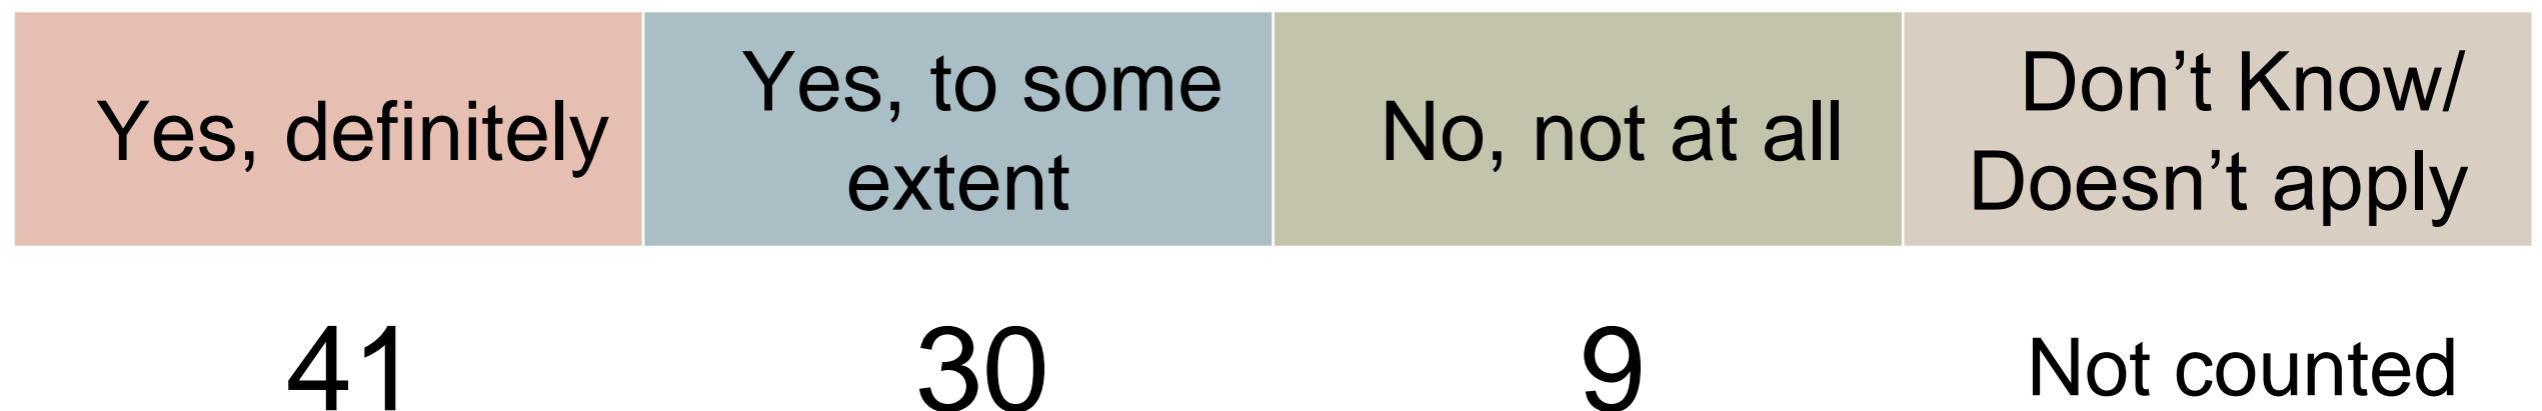 Yes, definitely
Yes, to some
extent
No, not at all
Don’t Know/
Doesn’t apply
41
30
9
Not counted